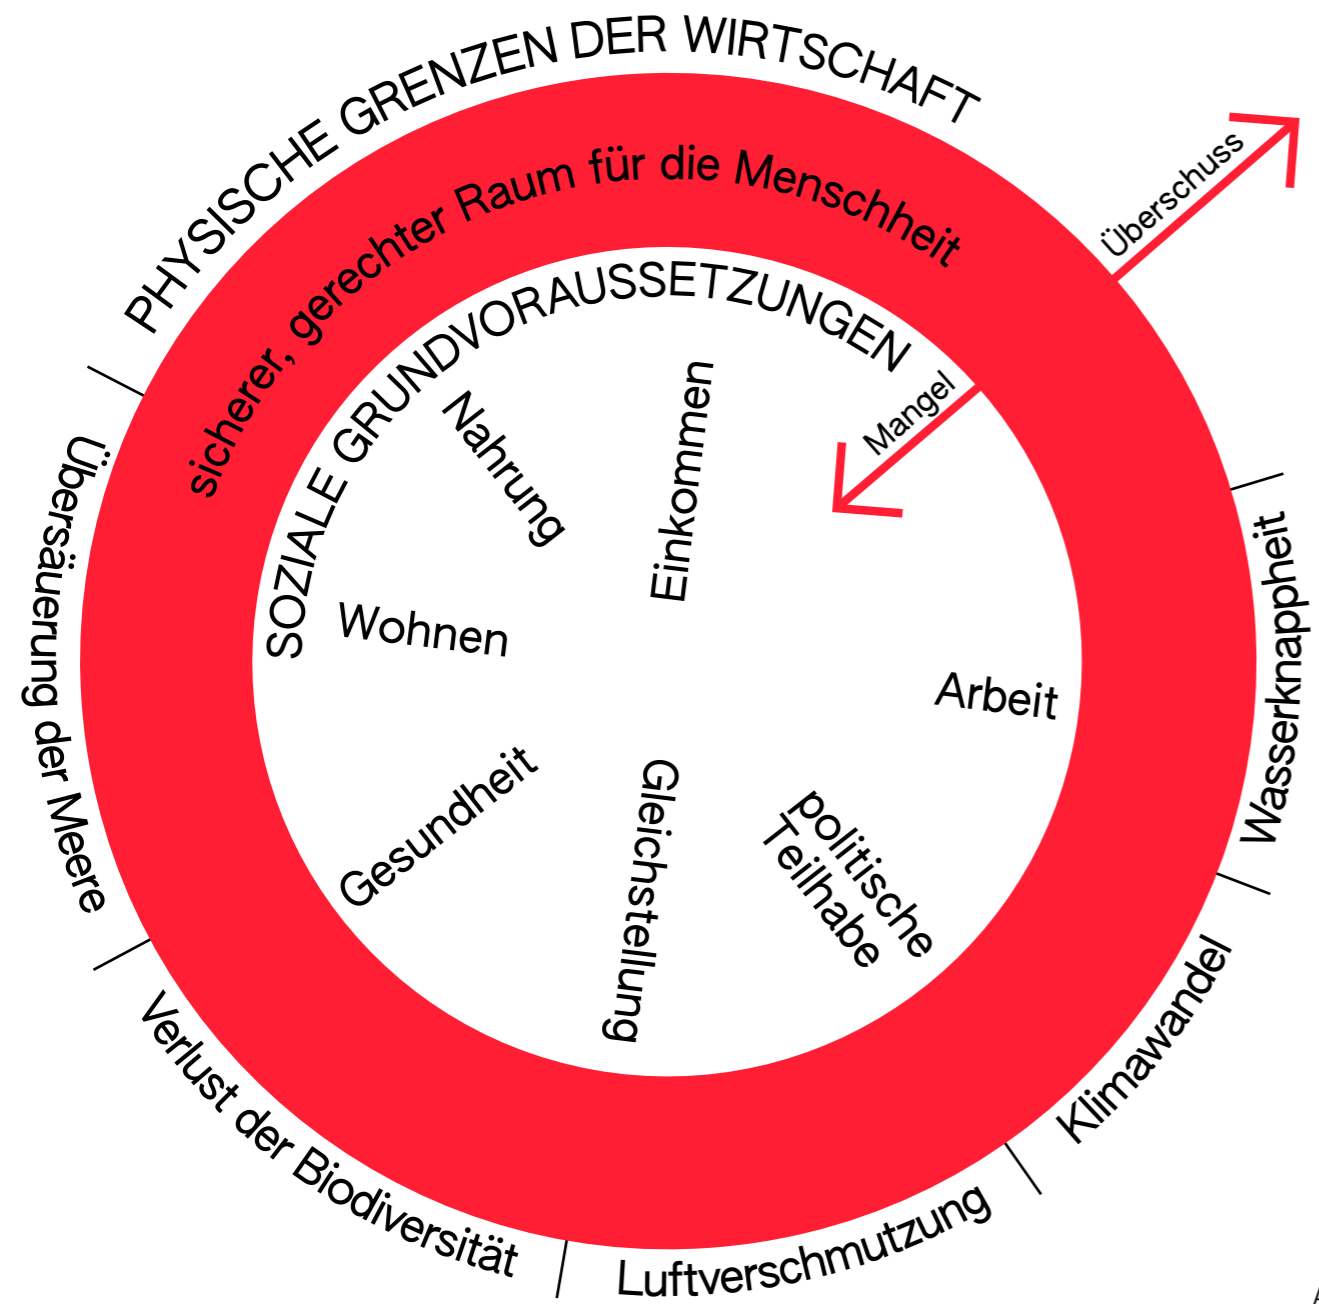 PHYSISCHE GRENZEN DER WIRTSCHAFT
sicherer, gerechter Raum für die Menschheit
SOZIALE GRUNDVORAUSSETZUNGEN
Überschuss
Mangel
Nahrung
Einkommen
Wohnen
Arbeit
Gesundheit
Gleichstellung
politische
Teilhabe
Wasserknappheit
Klimawandel
Luftverschmutzung
Verlust der Biodiversität
Übersäuerung der Meere